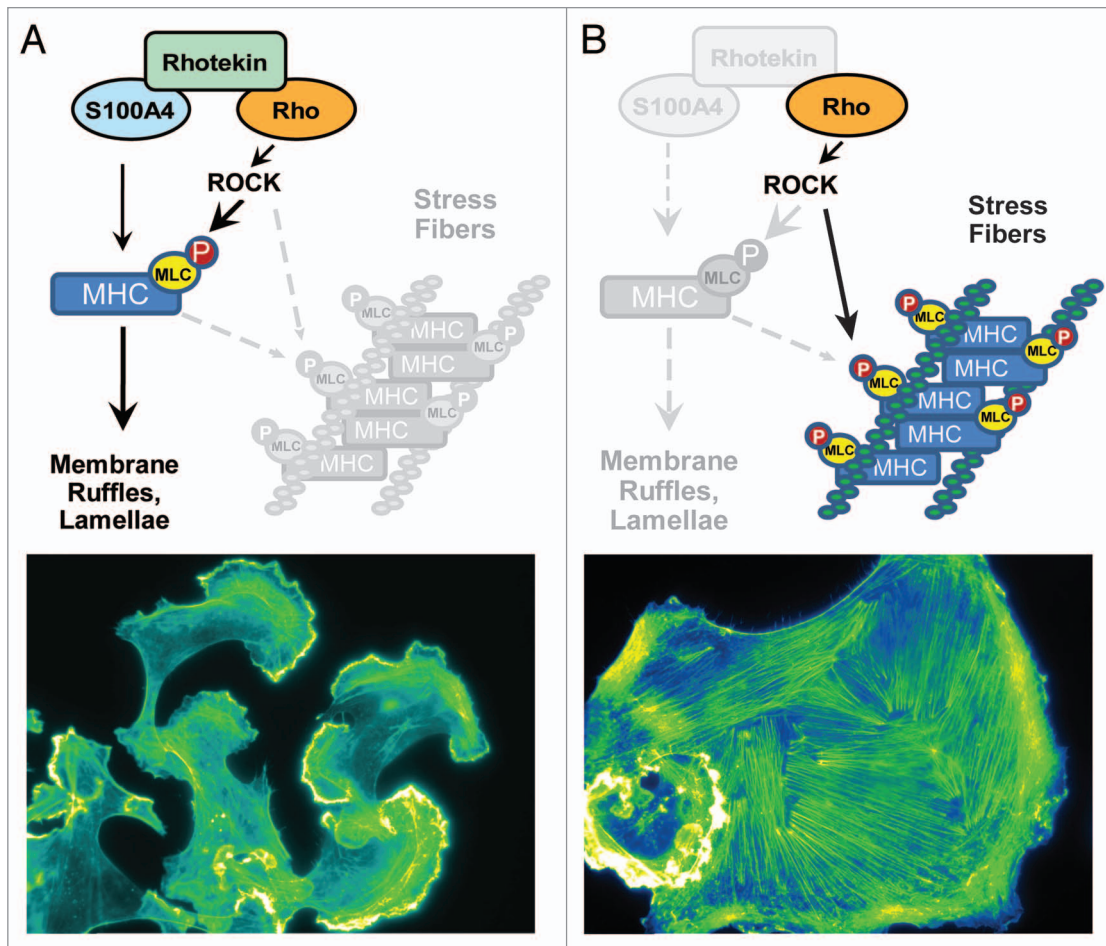 A
Rhotekin
S100A4
Rho
ROCK
P
MLC
MHC
Stress
Fibers
P
MLC
MHC
P
MLC
MHC
P
MLC
MHC
P
MLC
MHC
P
MLC
MHC
Membrane
Ruffles,
Lamellae
B
Rhotekin
S100A4
Rho
ROCK
P
MLC
MHC
Stress
Fibers
P
MLC
MHC
P
MLC
MHC
P
MLC
MHC
P
MLC
MHC
P
MLC
MHC
Membrane
Ruffles,
Lamellae